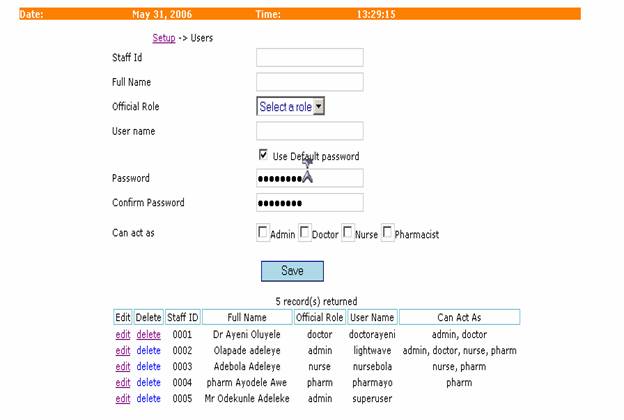 Date: May 31, 2006 Time: 13:29:15
Setup -> Users
Staff Id
Full Name
Official Role Select a role
User name
Use Default password
Password ••••••••
Confirm Password ••••••••
Can act as Admin Doctor Nurse Pharmacist
Save
5 record(s) returned
Edit Delete Staff ID Full Name Official Role User Name Can Act As
edit delete 0001 Dr Ayeni Oluyele doctor doctorayeni admin, doctor
edit delete 0002 Olapade adeleye admin lightwave admin, doctor, nurse, pharm
edit delete 0003 Adebola Adeleye nurse nursebola nurse, pharm
edit delete 0004 pharm Ayodele Awe pharm pharmayo pharm
edit delete 0005 Mr Odekunle Adeleke admin superuser